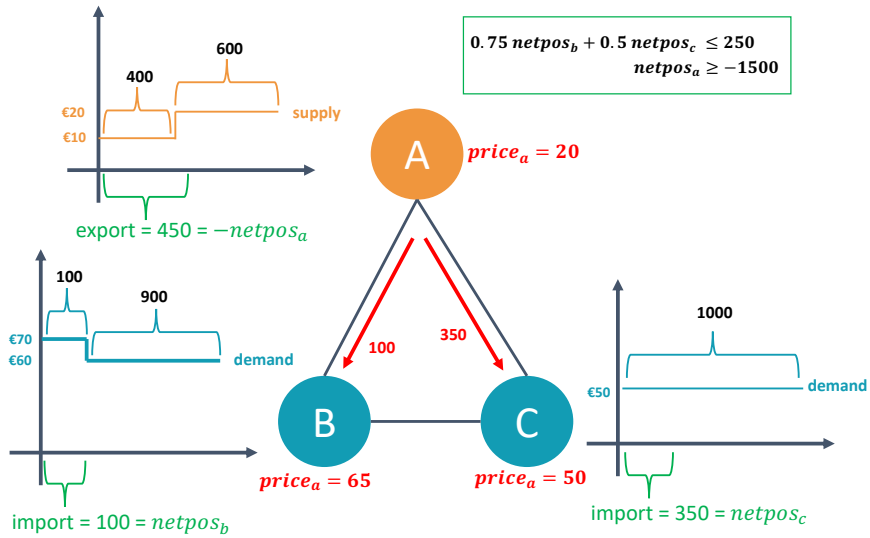 600
400
€20
supply
€10
export = 450 = −netpos_a
0.75 netpos_b + 0.5 netpos_c ≤ 250
netpos_a ≥ −1500
A
price_a = 20
100
900
€70
€60
demand
import = 100 = netpos_b
100
350
B
C
price_a = 65
price_a = 50
1000
€50
demand
import = 350 = netpos_c